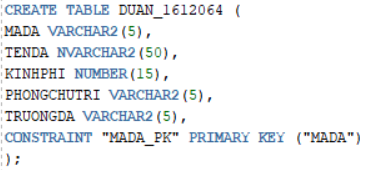 CREATE TABLE DUAN_1612064 (
MADA VARCHAR2(5),
TENDA NVARCHAR2(50),
KINHPHI NUMBER(15),
PHONGCHUTRI VARCHAR2(5),
TRUONGDA VARCHAR2(5),
CONSTRAINT "MADA_PK" PRIMARY KEY ("MADA")
);